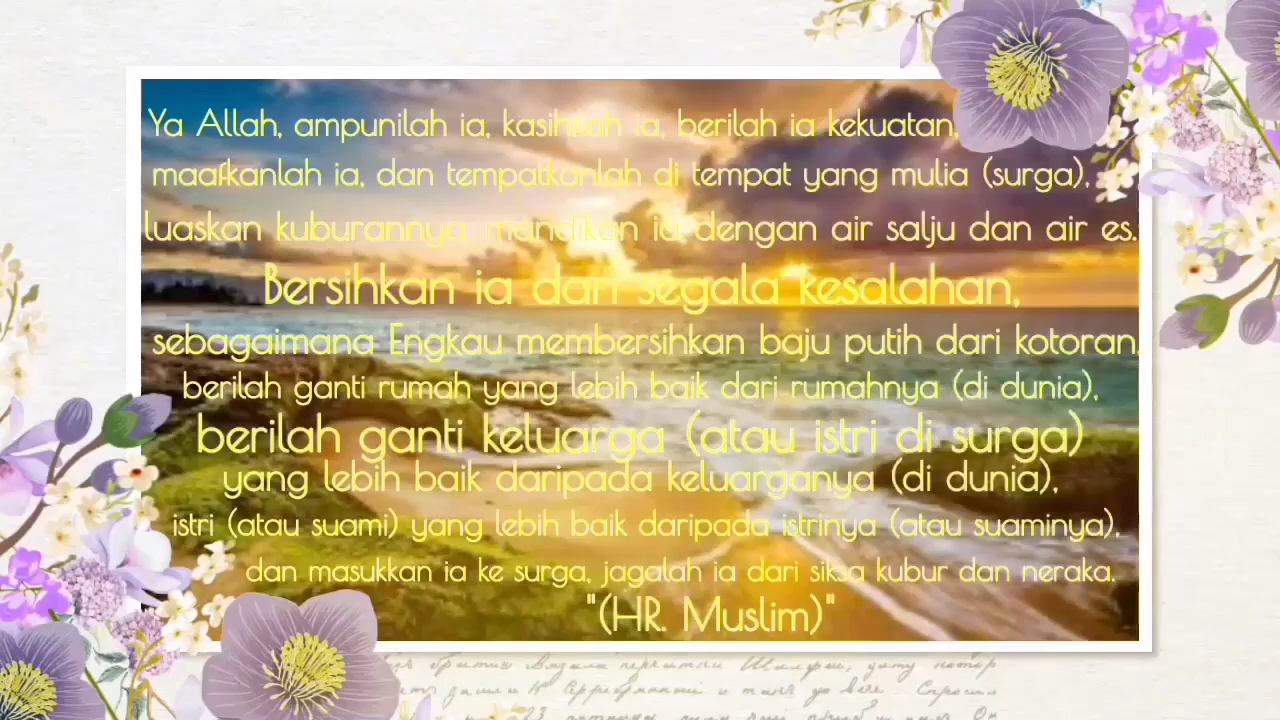 Ya Allah, ampunilah ia, kasihilah ia, berilah ia kekuatan,
maafkanlah ia, dan tempatkanlah di tempat yang mulia (surga),
luaskan kuburannya mandikan ia dengan air salju dan air es.
Bersihkan ia dari segala kesalahan,
sebagaimana Engkau membersihkan baju putih dari kotoran,
berilah ganti rumah yang lebih baik dari rumahnya (di dunia),
berilah ganti keluarga (atau istri di surga)
yang lebih baik daripada keluarganya (di dunia),
istri (atau suami) yang lebih baik daripada istrinya (atau suaminya),
dan masukkan ia ke surga, jagalah ia dari siksa kubur dan neraka.
"(HR. Muslim)"